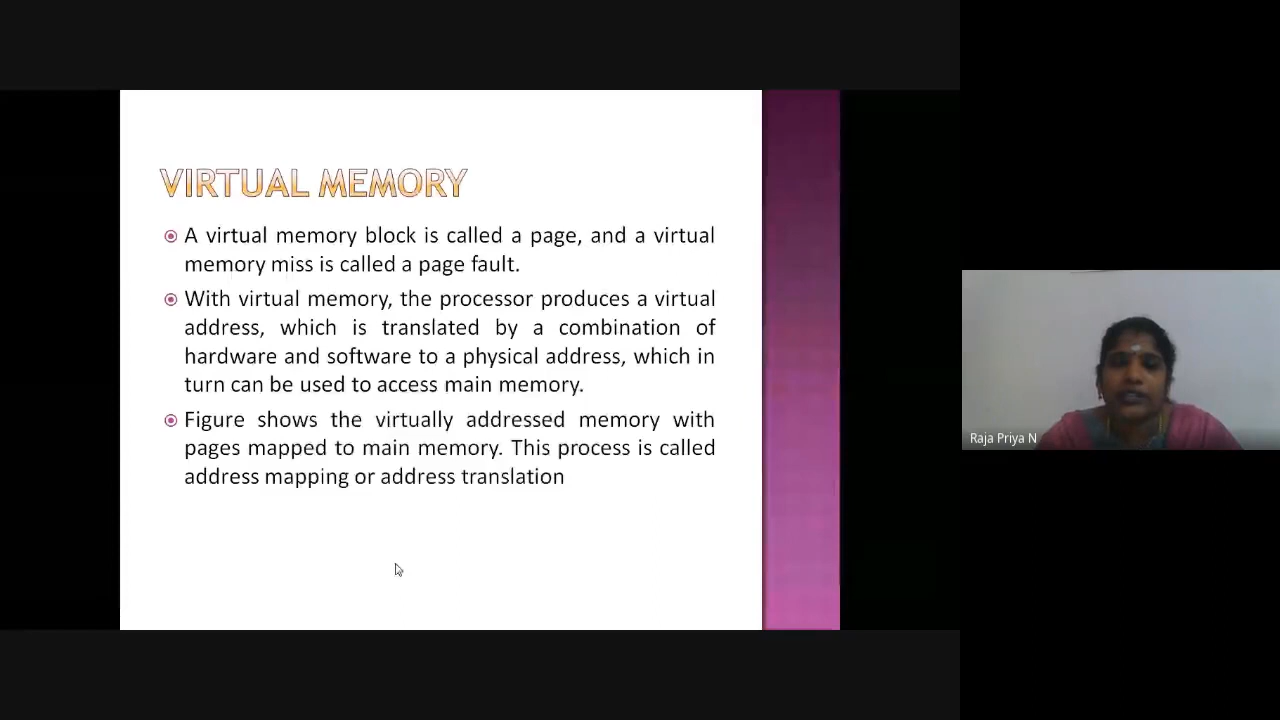 VIRTUAL MEMORY
A virtual memory block is called a page, and a virtual
memory miss is called a page fault.
With virtual memory, the processor produces a virtual
address, which is translated by a combination of
hardware and software to a physical address, which in
turn can be used to access main memory.
Figure shows the virtually addressed memory with
pages mapped to main memory. This process is called
address mapping or address translation
Raja Priya N